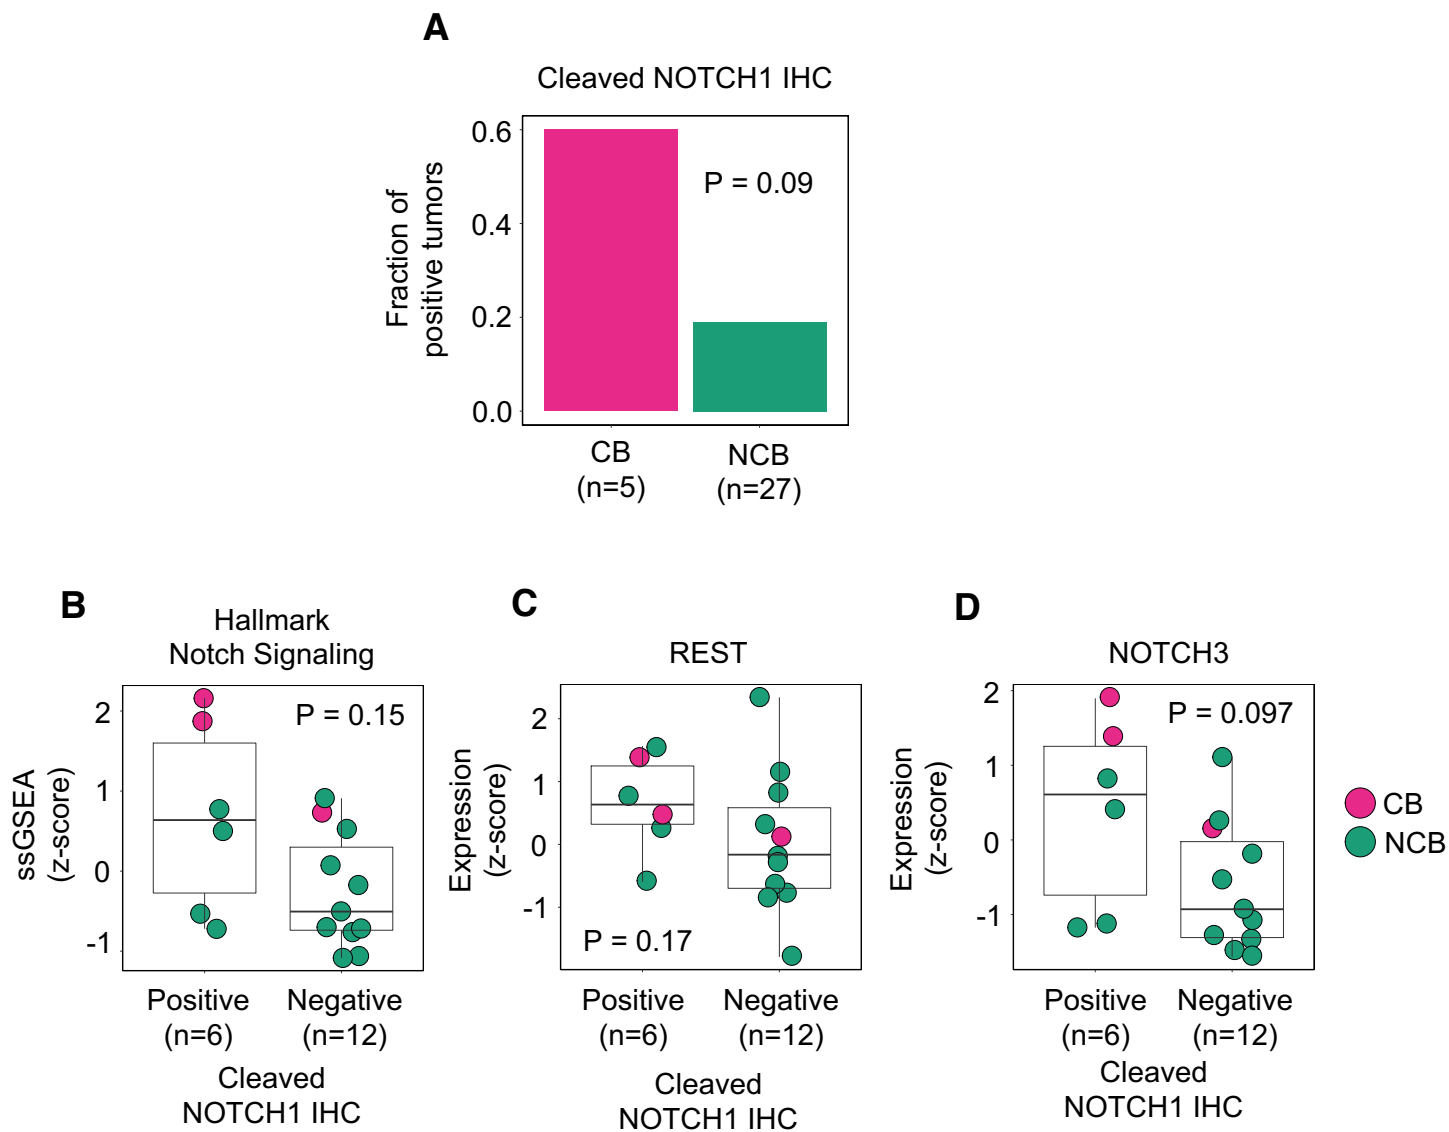 A
Cleaved NOTCH1 IHC
Fraction of
positive tumors
0.6
0.4
0.2
0.0
P = 0.09
CB
(n=5)
NCB
(n=27)
B
Hallmark
Notch Signaling
ssGSEA
(z-score)
2
1
0
-1
P = 0.15
Positive
(n=6)
Negative
(n=12)
Cleaved
NOTCH1 IHC
C
REST
Expression
(z-score)
2
1
0
-1
P = 0.17
Positive
(n=6)
Negative
(n=12)
Cleaved
NOTCH1 IHC
D
NOTCH3
Expression
(z-score)
2
1
0
-1
P = 0.097
Positive
(n=6)
Negative
(n=12)
Cleaved
NOTCH1 IHC
CB
NCB